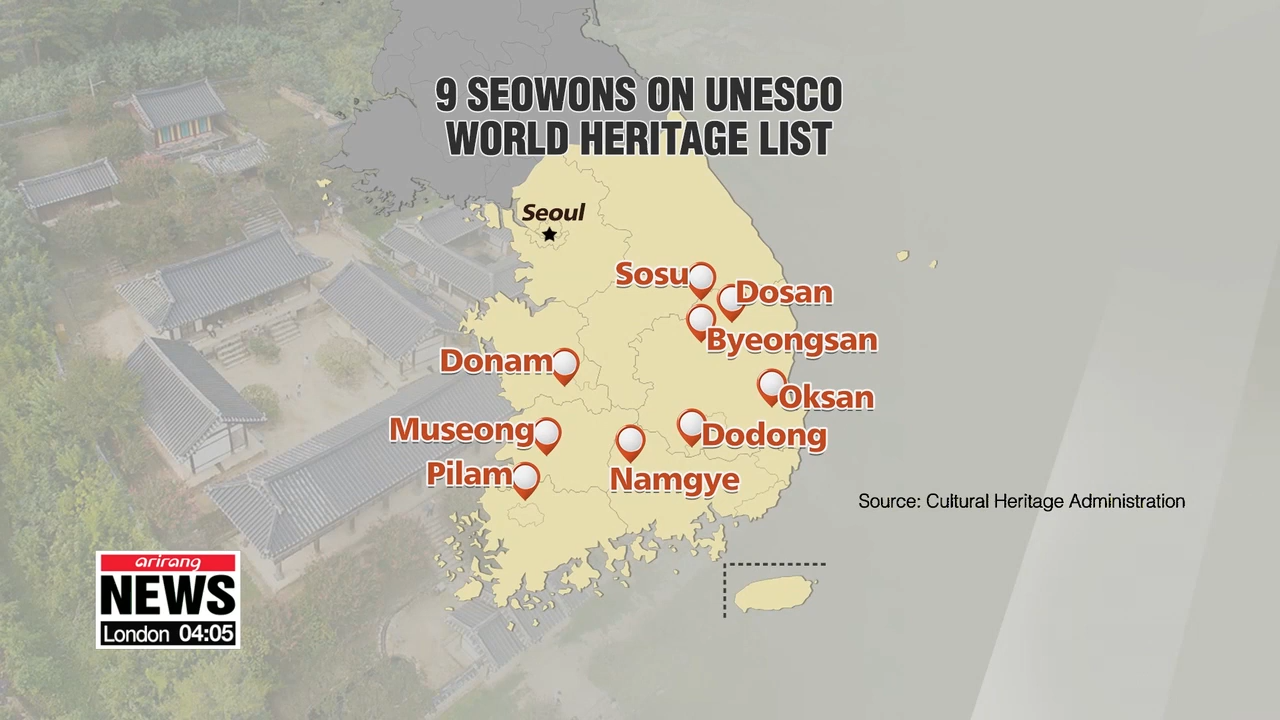 9 SEOWONS ON UNESCO
WORLD HERITAGE LIST
Seoul
Sosu
Dosan
Byeongsan
Donam
Oksan
Museong
Dodong
Pilam
Namgye
Source: Cultural Heritage Administration
arirang
NEWS
London 04:05